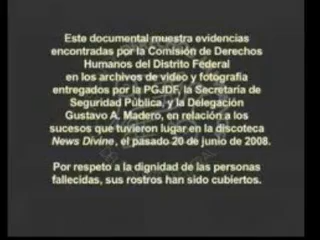 Este documental muestra evidencias
encontradas por la Comisión de Derechos
Humanos del Distrito Federal
en los archivos de video y fotografía
entregados por la PGJDF, la Secretaría de
Seguridad Pública, y la Delegación
Gustavo A. Madero, en relación a los
sucesos que tuvieron lugar en la discoteca
News Divine, el pasado 20 de junio de 2008.
Por respeto a la dignidad de las personas
fallecidas, sus rostros han sido cubiertos.